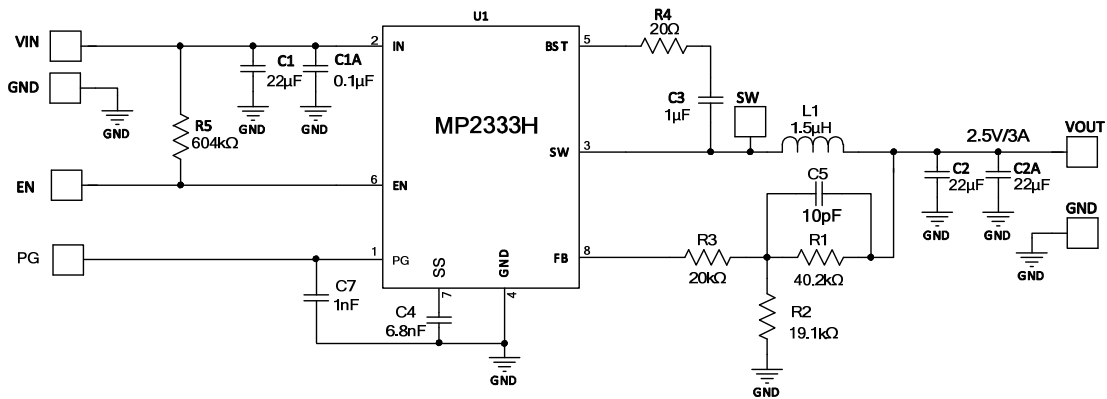 U1
R4
20Ω
VIN
2
IN
BST
5
C1
22µF
C1A
0.1µF
GND
GND
GND
GND
R5
604kΩ
C3
1µF
SW
L1
1.5µH
MP2333H
SW
3
2.5V/3A
VOUT
EN
6
EN
C5
10pF
C2
22µF
C2A
22µF
GND
GND
GND
GND
PG
1
PG
SS
GND
FB
8
R3
20kΩ
R1
40.2kΩ
7
4
C7
1nF
C4
6.8nF
R2
19.1kΩ
GND
GND